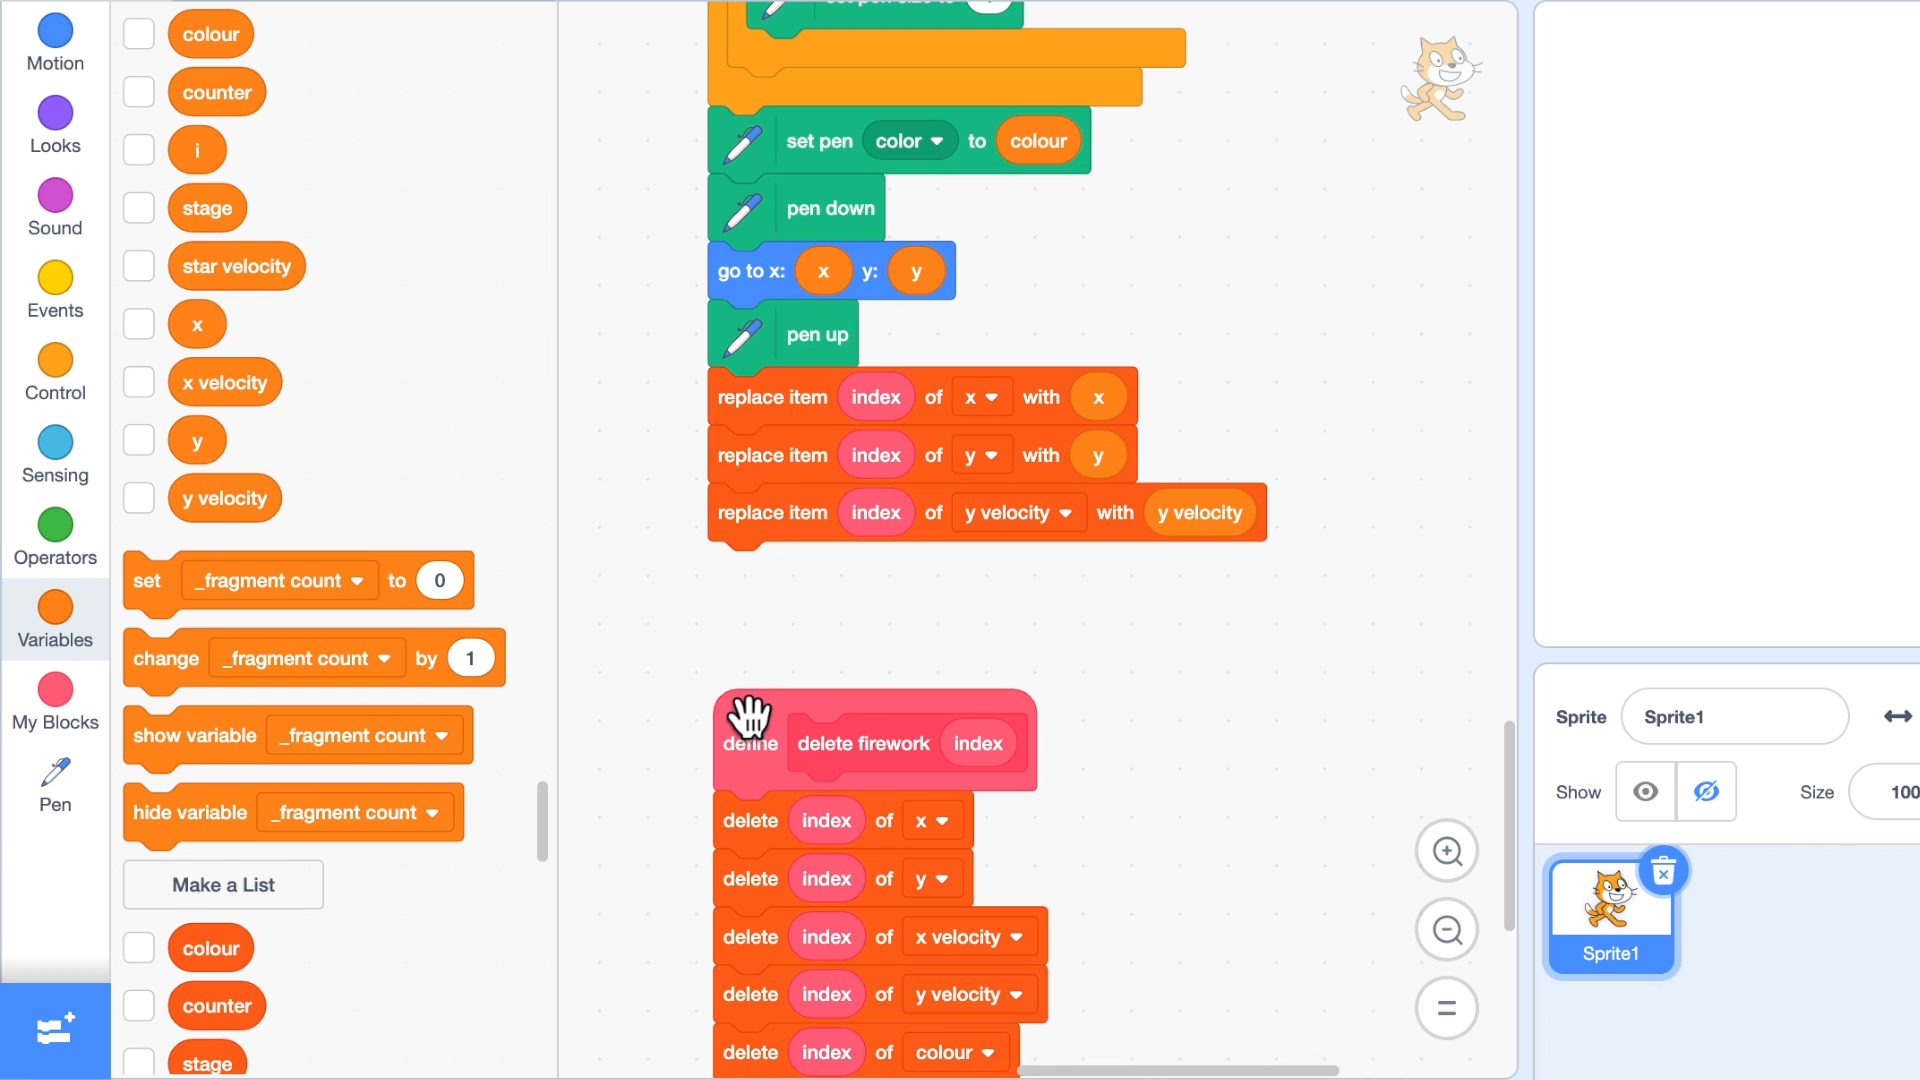 Motion
Looks
Sound
Events
Control
Sensing
Operators
Variables
My Blocks
Pen
colour
counter
i
stage
star velocity
x
x velocity
y
y velocity
set _fragment count to 0
change _fragment count by 1
show variable _fragment count
hide variable _fragment count
Make a List
colour
counter
stage
set pen color to colour
pen down
go to x: x y: y
pen up
replace item index of x with x
replace item index of y with y
replace item index of y velocity with y velocity
define delete firework index
delete index of x
delete index of y
delete index of x velocity
delete index of y velocity
delete index of colour
Sprite Sprite1
Show Size 100
Sprite1